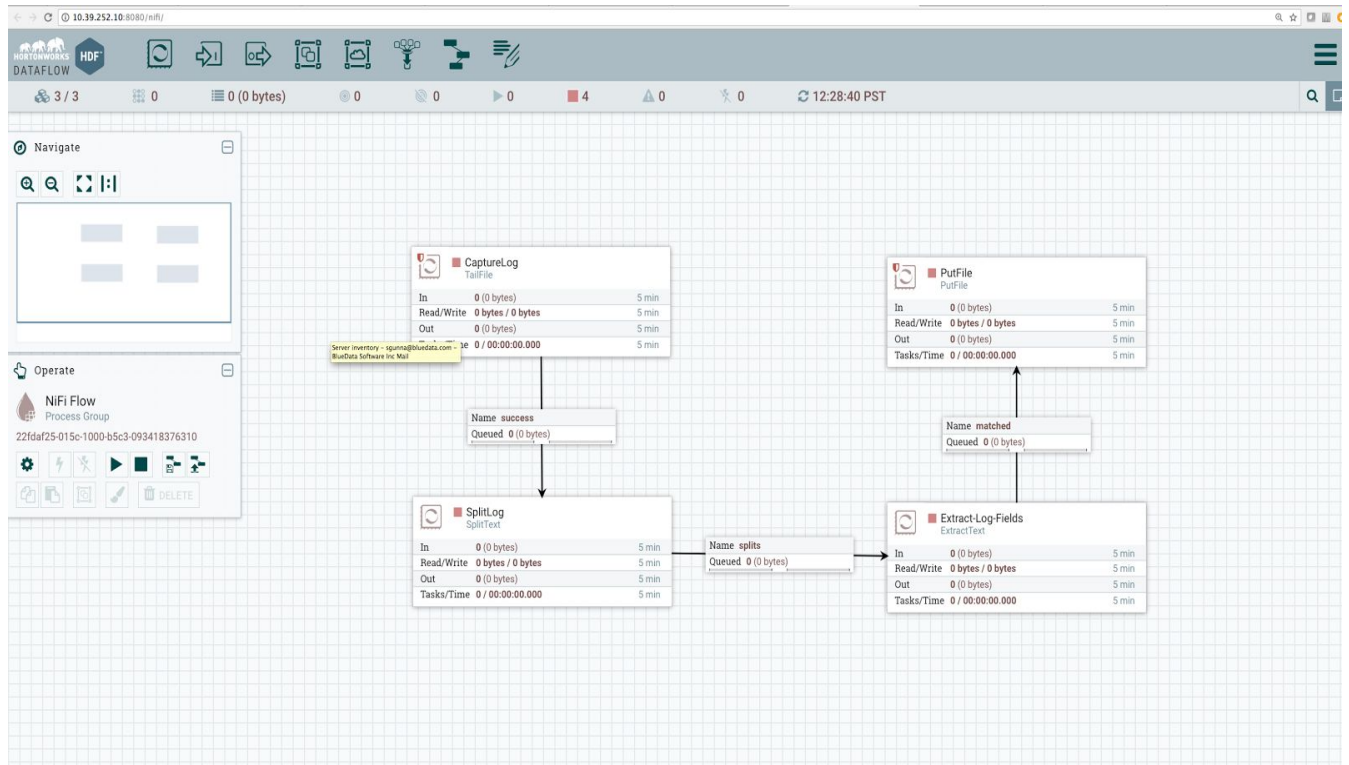 10.39.252.10:8080/nifi/
HORTONWORKS
DATAFLOW
HDF
3 / 3 0 0 (0 bytes) 0 0 0 4 0 0 12:28:40 PST
Navigate
Operate
NiFi Flow
Process Group
22fdaf25-015c-1000-b5c3-093418376310
DELETE
CaptureLog
TailFile
In 0 (0 bytes) 5 min
Read/Write 0 bytes / 0 bytes 5 min
Out 0 (0 bytes) 5 min
Tasks/Time 0 / 00:00:00.000 5 min
Server inventory - sgunna@bluedata.com -
BlueData Software Inc Mail
Name success
Queued 0 (0 bytes)
SplitLog
SplitText
In 0 (0 bytes) 5 min
Read/Write 0 bytes / 0 bytes 5 min
Out 0 (0 bytes) 5 min
Tasks/Time 0 / 00:00:00.000 5 min
Name splits
Queued 0 (0 bytes)
PutFile
PutFile
In 0 (0 bytes) 5 min
Read/Write 0 bytes / 0 bytes 5 min
Out 0 (0 bytes) 5 min
Tasks/Time 0 / 00:00:00.000 5 min
Name matched
Queued 0 (0 bytes)
Extract-Log-Fields
ExtractText
In 0 (0 bytes) 5 min
Read/Write 0 bytes / 0 bytes 5 min
Out 0 (0 bytes) 5 min
Tasks/Time 0 / 00:00:00.000 5 min